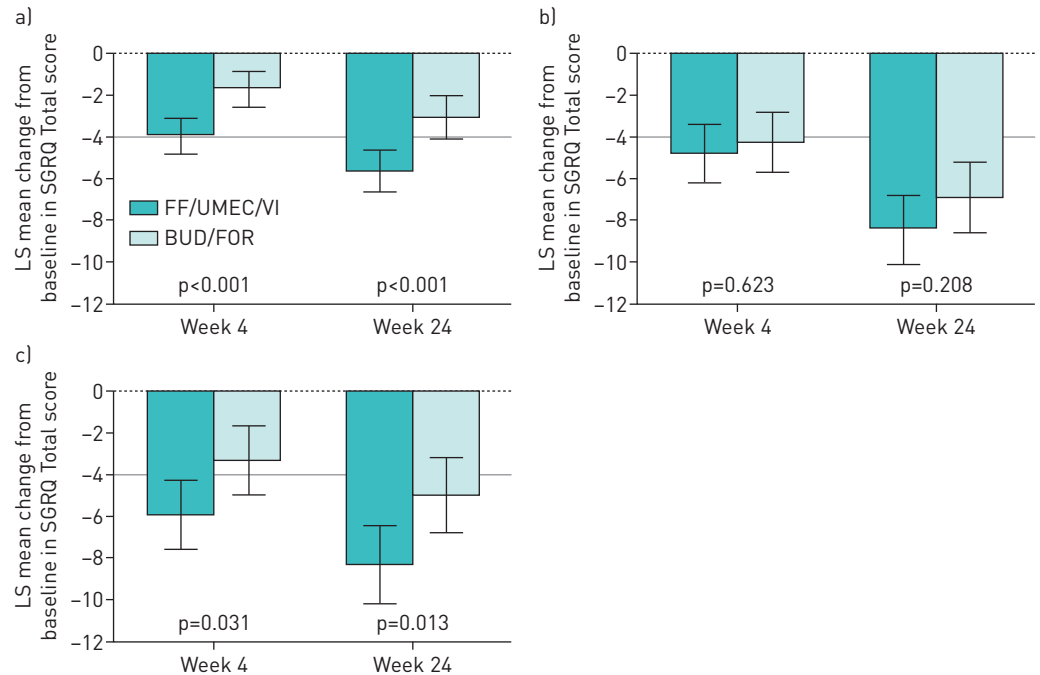 a)
LS mean change from
baseline in SGRQ Total score
0
−2
−4
−6
−8
−10
−12
FF/UMEC/VI
BUD/FOR
p<0.001
p<0.001
Week 4
Week 24
b)
LS mean change from
baseline in SGRQ Total score
0
−2
−4
−6
−8
−10
−12
p=0.623
p=0.208
Week 4
Week 24
c)
LS mean change from
baseline in SGRQ Total score
0
−2
−4
−6
−8
−10
−12
p=0.031
p=0.013
Week 4
Week 24